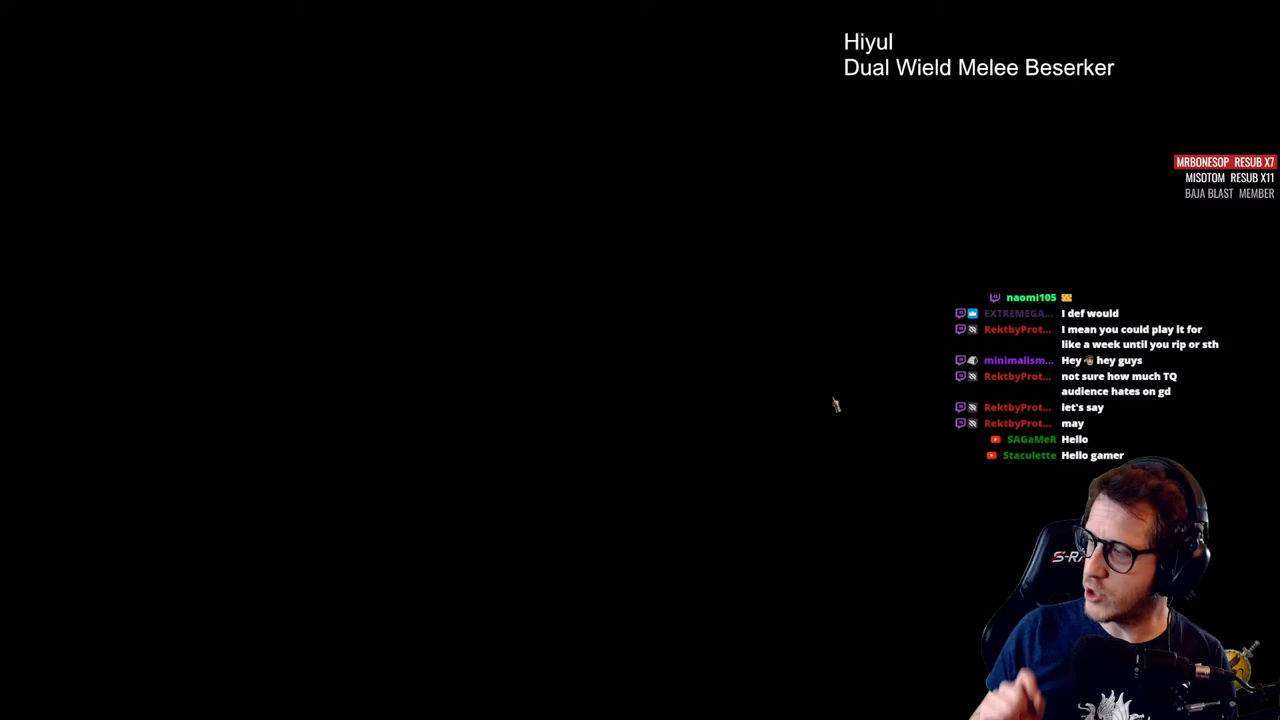 Hiyul
Dual Wield Melee Beserker
MRBONESOP RESUB X7
MISOTOM RESUB X11
BAJA BLAST MEMBER
naomi105
EXTREMEGA... I def would
RektbyProt... I mean you could play it for
like a week until you rip or sth
minimalism... Hey hey guys
RektbyProt... not sure how much TQ
audience hates on gd
RektbyProt... let's say
RektbyProt... may
SAGaMeR Hello
Staculette Hello gamer
S-RA